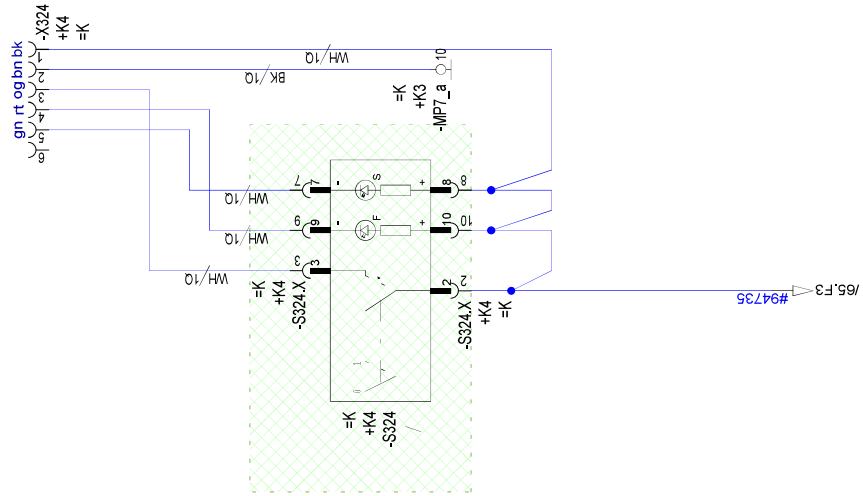 -X324
+K4
=K
bk
bn
og
rt
gn
1
2
3
4
5
6
WH/1Q
BK/1Q
10
=K
+K3
-MP7_a
7
7
-
S
+
8
8
WH/1Q
9
9
-
F
+
10
10
WH/1Q
3
3
WH/1Q
=K
+K4
-S324.X
2
2
-S324.X
+K4
=K
#94735
/65.F3
1
0
=K
+K4
-S324